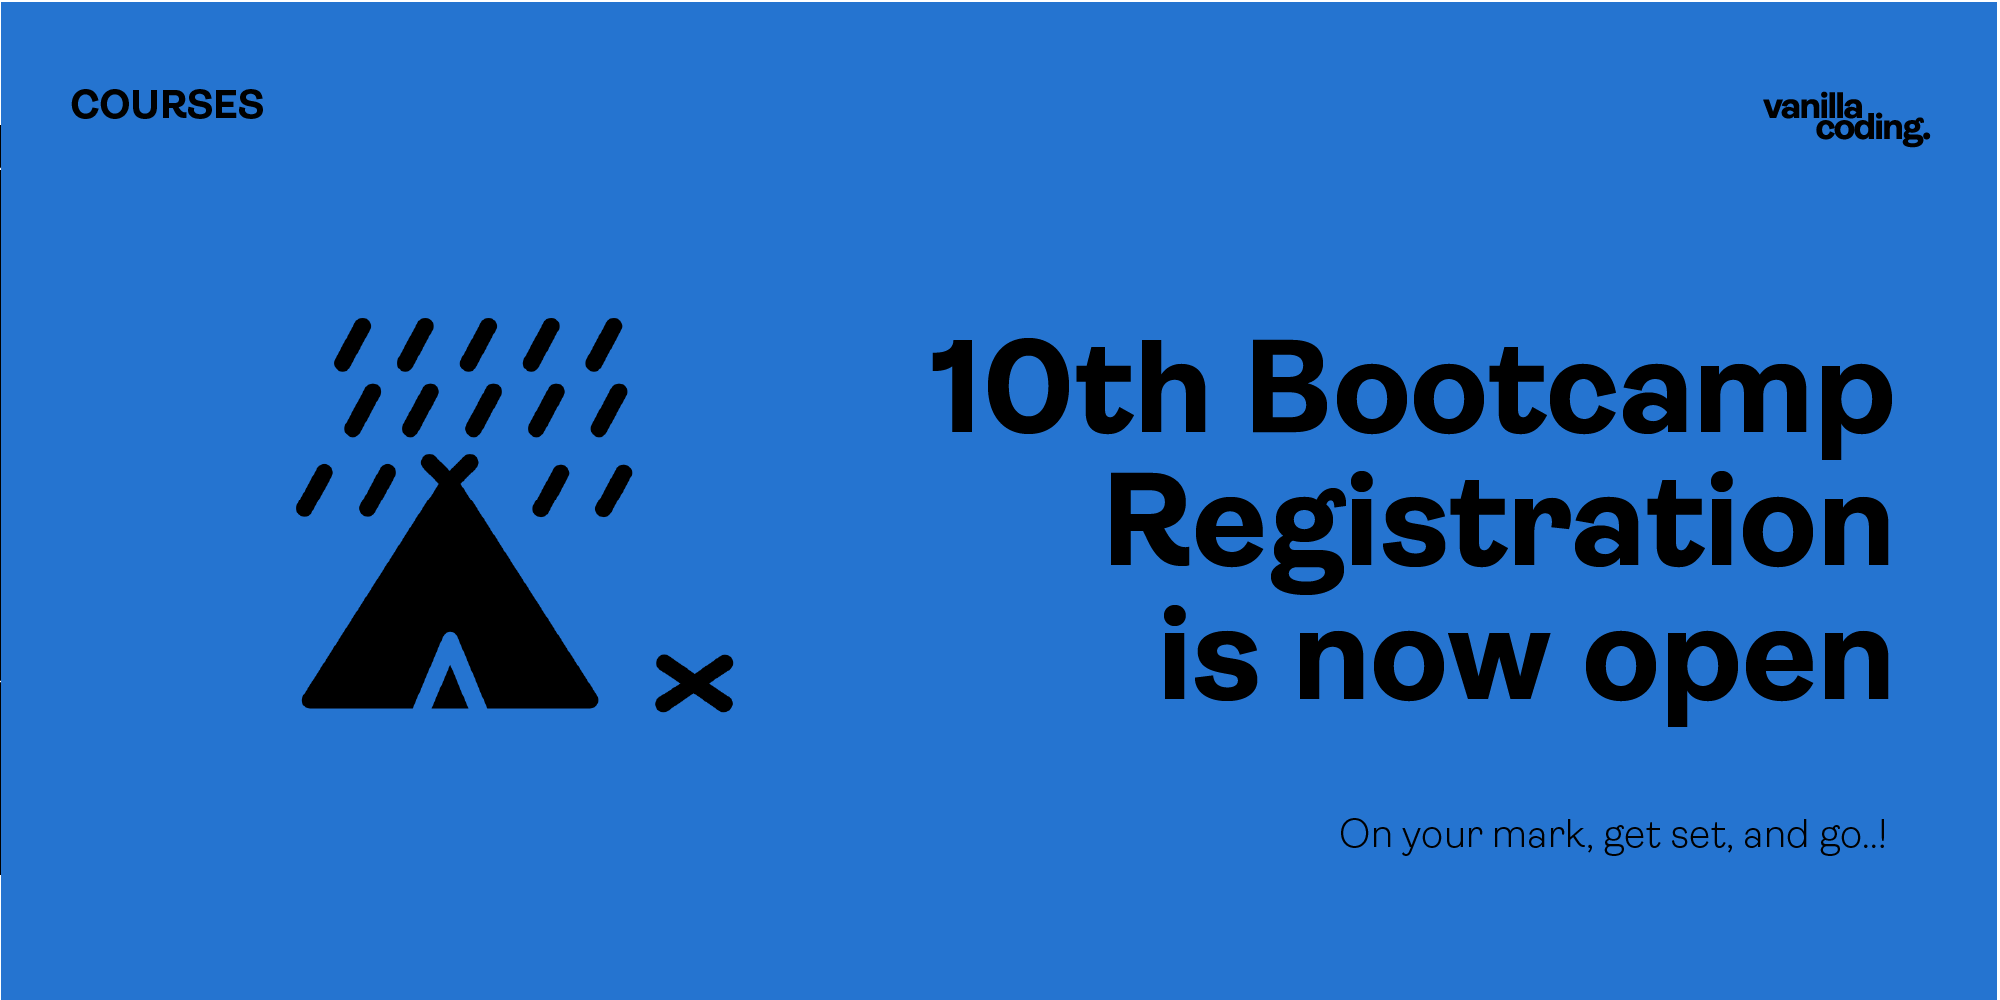 COURSES
vanilla
coding.
10th Bootcamp
Registration
is now open
On your mark, get set, and go..!